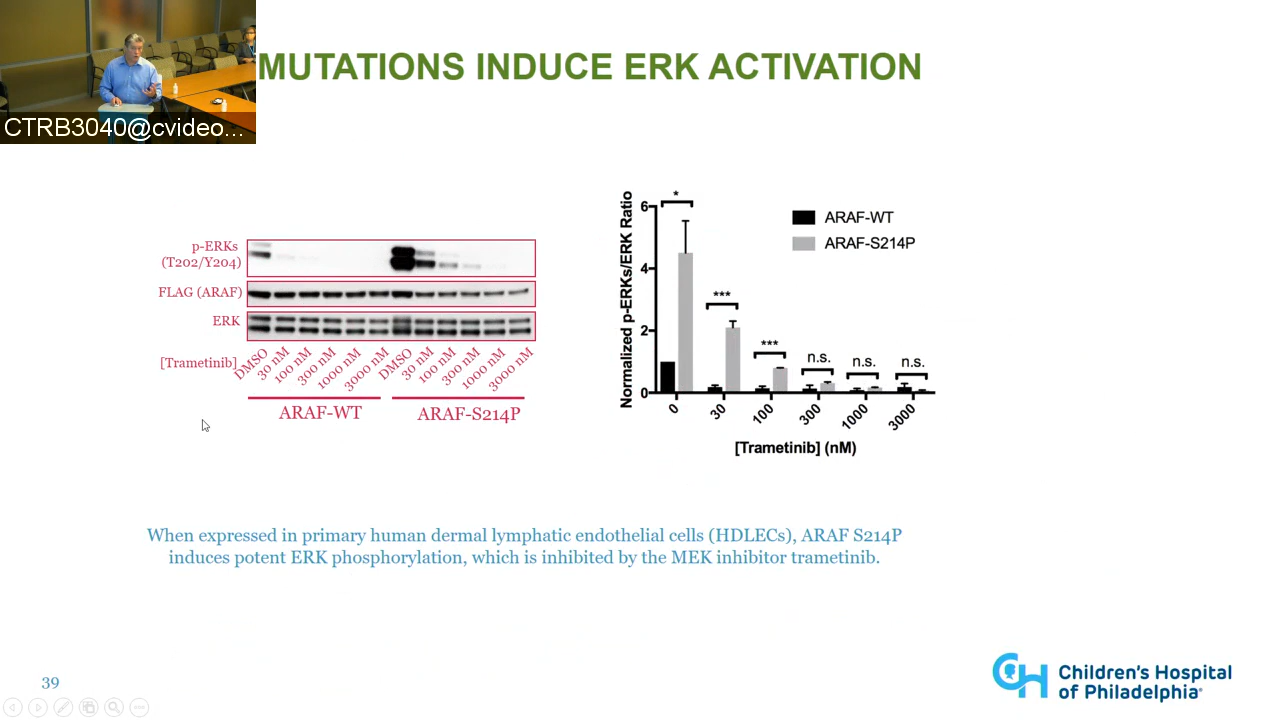 MUTATIONS INDUCE ERK ACTIVATION
CTRB3040@cvideo...
p-ERKs
(T202/Y204)
FLAG (ARAF)
ERK
[Trametinib]
DMSO
30 nM
100 nM
300 nM
1000 nM
3000 nM
DMSO
30 nM
100 nM
300 nM
1000 nM
3000 nM
ARAF-WT
ARAF-S214P
Normalized p-ERKs/ERK Ratio
6
4
2
0
*
***
***
n.s.
n.s.
n.s.
ARAF-WT
ARAF-S214P
0
30
100
300
1000
3000
[Trametinib] (nM)
When expressed in primary human dermal lymphatic endothelial cells (HDLECs), ARAF S214P
induces potent ERK phosphorylation, which is inhibited by the MEK inhibitor trametinib.
39
CH
Children's Hospital
of Philadelphia®